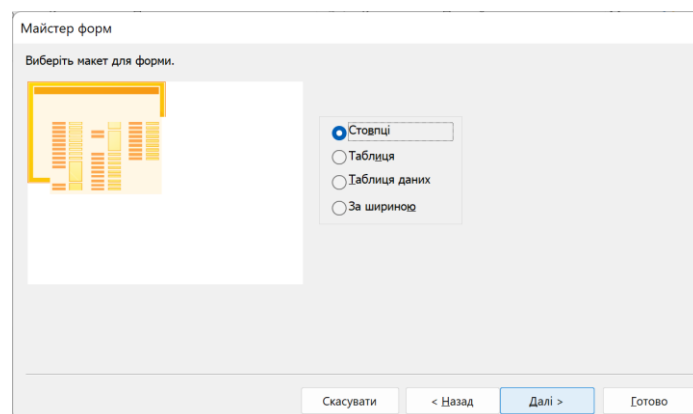 Майстер форм
Виберіть макет для форми.
Стовпці
Таблиця
Таблиця даних
За шириною
Скасувати
< Назад
Далі >
Готово